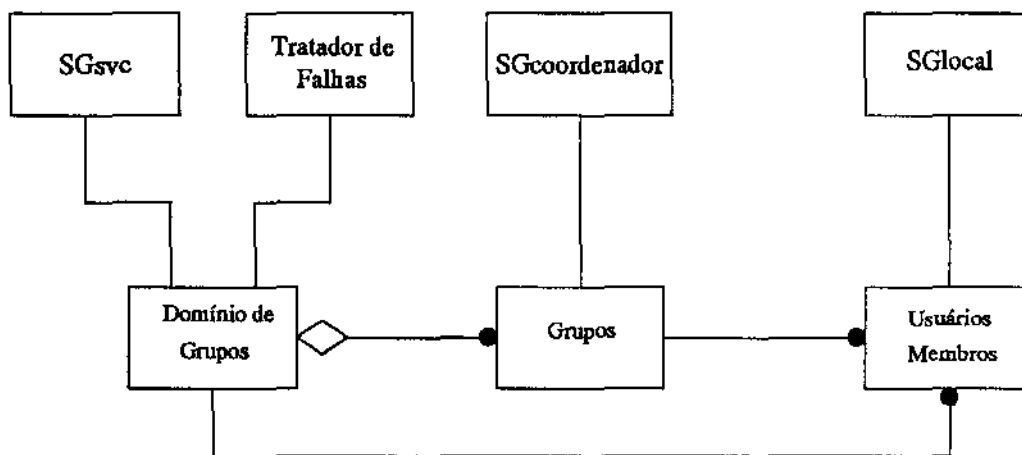 SGsvc
Tratador de
Falhas
SGcoordenador
SGlocal
Domínio de
Grupos
Grupos
Usuários
Membros